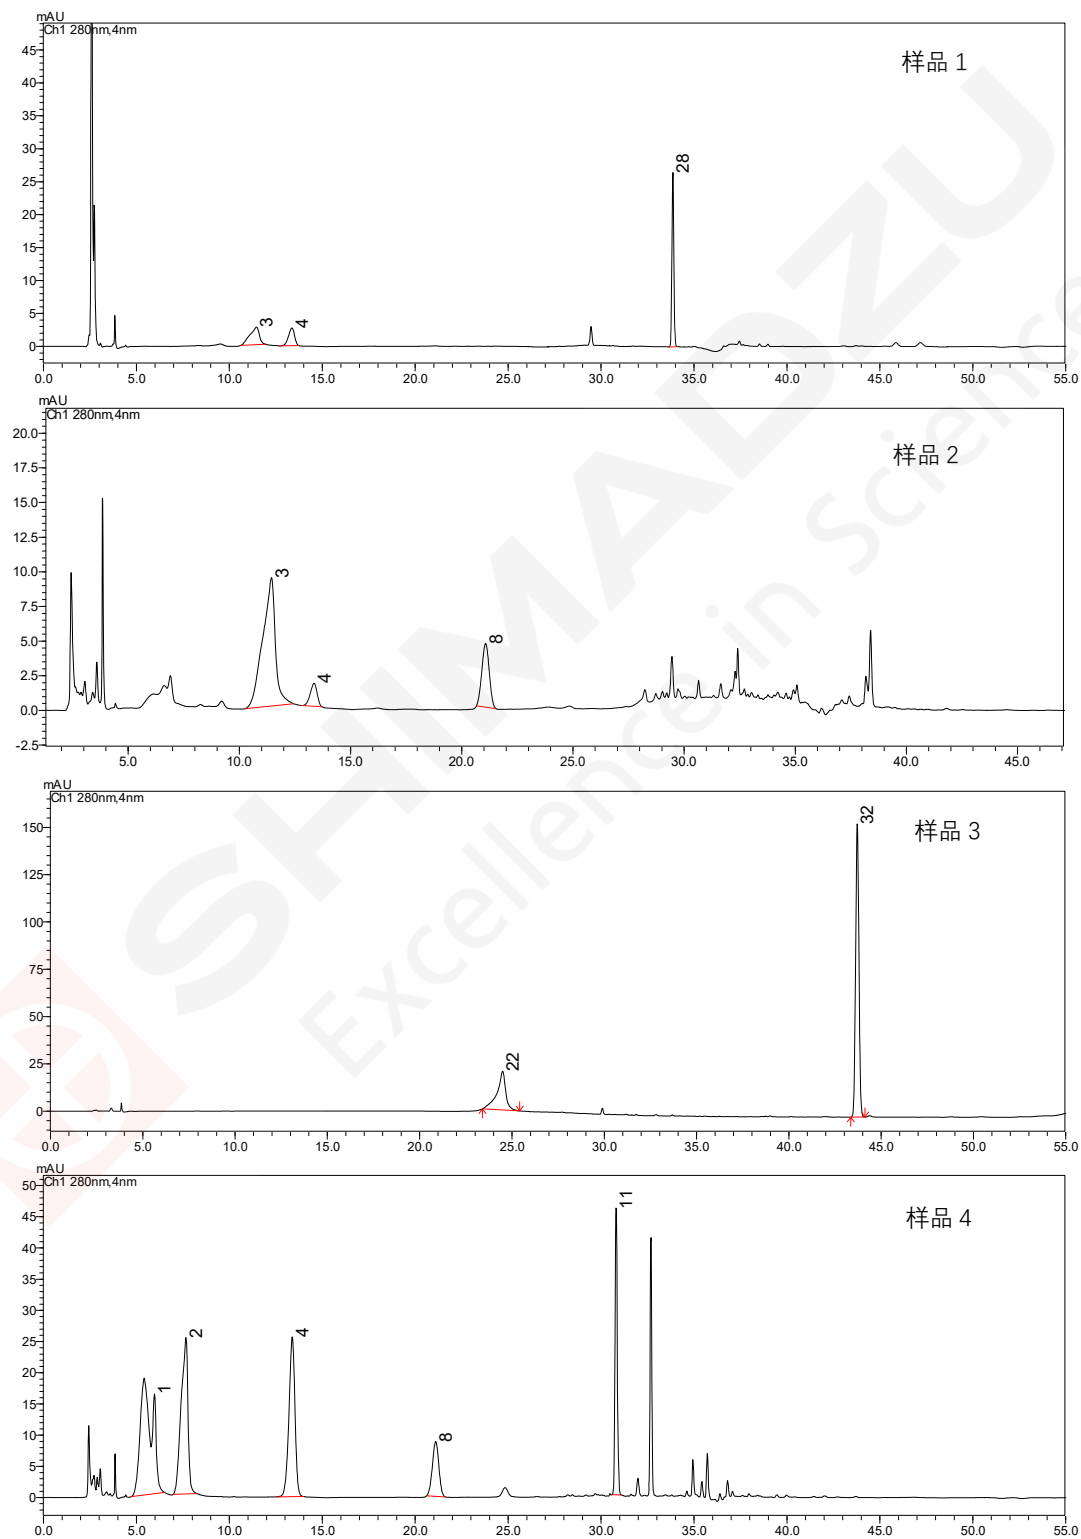 mAU
Ch1 280nm,4nm
样品 1
45
40
35
30
25
20
15
10
5
0
3
4
28
0.0 5.0 10.0 15.0 20.0 25.0 30.0 35.0 40.0 45.0 50.0 55.0
mAU
Ch1 280nm,4nm
样品 2
20.0
17.5
15.0
12.5
10.0
7.5
5.0
2.5
0.0
-2.5
3
4
8
5.0 10.0 15.0 20.0 25.0 30.0 35.0 40.0 45.0
mAU
Ch1 280nm,4nm
样品 3
150
125
100
75
50
25
0
22
32
0.0 5.0 10.0 15.0 20.0 25.0 30.0 35.0 40.0 45.0 50.0 55.0
mAU
Ch1 280nm,4nm
样品 4
50
45
40
35
30
25
20
15
10
5
0
1
2
4
8
11
0.0 5.0 10.0 15.0 20.0 25.0 30.0 35.0 40.0 45.0 50.0 55.0
SHIMADZU
Excellence in Science